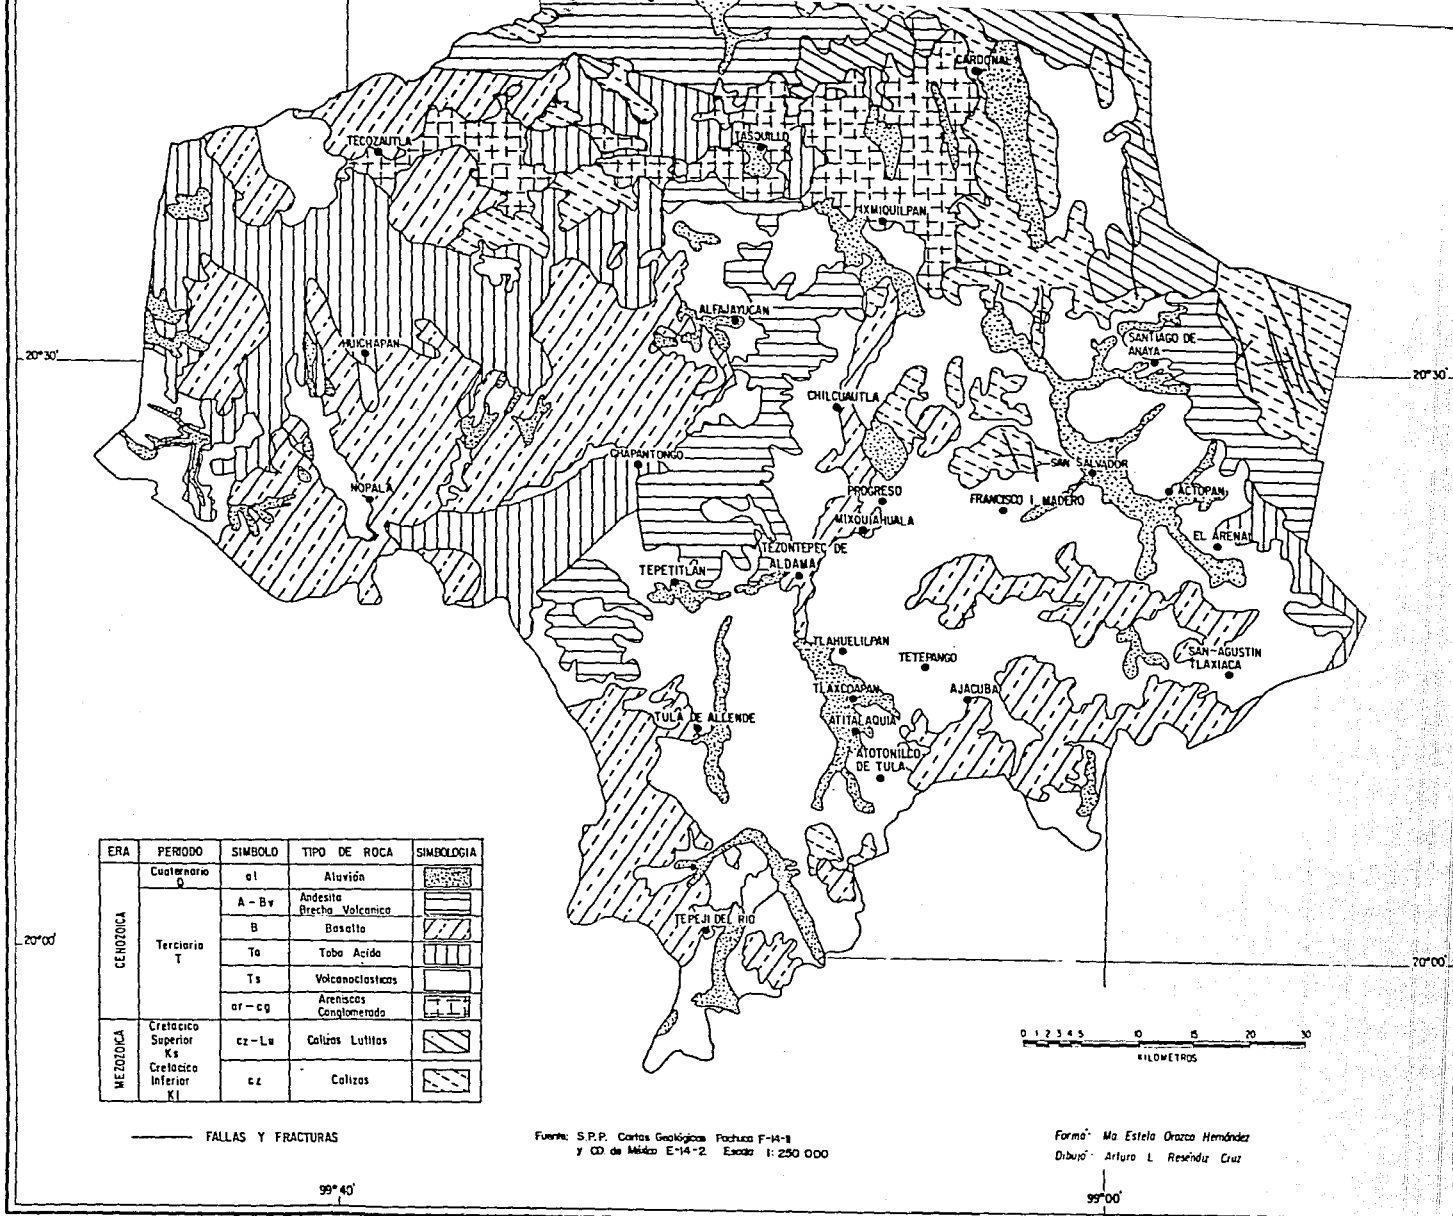 CARDONAL
TECOZAUTLA
TASQUILLO
IXMIQUILPAN
ALFAJAYUCAN
HUICHAPAN
SANTIAGO DE
ANAYA
20°30'
20°30'
CHILCUAUTLA
CHAPANTONGO
SAN SALVADOR
NOPALA
PROGRESO
FRANCISCO I. MADERO
ACTOPAN
MIXQUIAHUALA
EL ARENAL
TEZONTEPEC DE
ALDAMA
TEPETITLÁN
TLAHUELILPAN
TETEPANGO
SAN-AGUSTIN
TLAXIACA
TLAXCOAPAN
AJACUBA
TULA DE ALLENDE
ATITALAQUIA
ATOTONILCO
DE TULA
TEPEJI DEL RIO
20°00'
20°00'
ERA PERIODO SIMBOLO TIPO DE ROCA SIMBOLOGIA
CENOZOICA
Cuaternario
Q
al Aluvión
Terciario
T
A - Bv Andesita
Brecha Volcanica
B Basalto
Ta Toba Acida
Ts Volcanoclasticos
ar-cg Areniscas
Conglomerado
MEZOZOICA
Cretacico
Superior
Ks
cz-Lu Calizas Lutitas
Cretacico
Inferior
Ki
cz Calizas
FALLAS Y FRACTURAS
0 1 2 3 4 5 10 15 20 30
KILOMETROS
Fuente: S.P.P. Cartas Geológicas Pachuca F-14-11
y CD. de México E-14-2 Escala 1: 250 000
Formó: Ma Estela Orozco Hernández
Dibujó: Arturo L Reséndiz Cruz
99°40'
99°00'